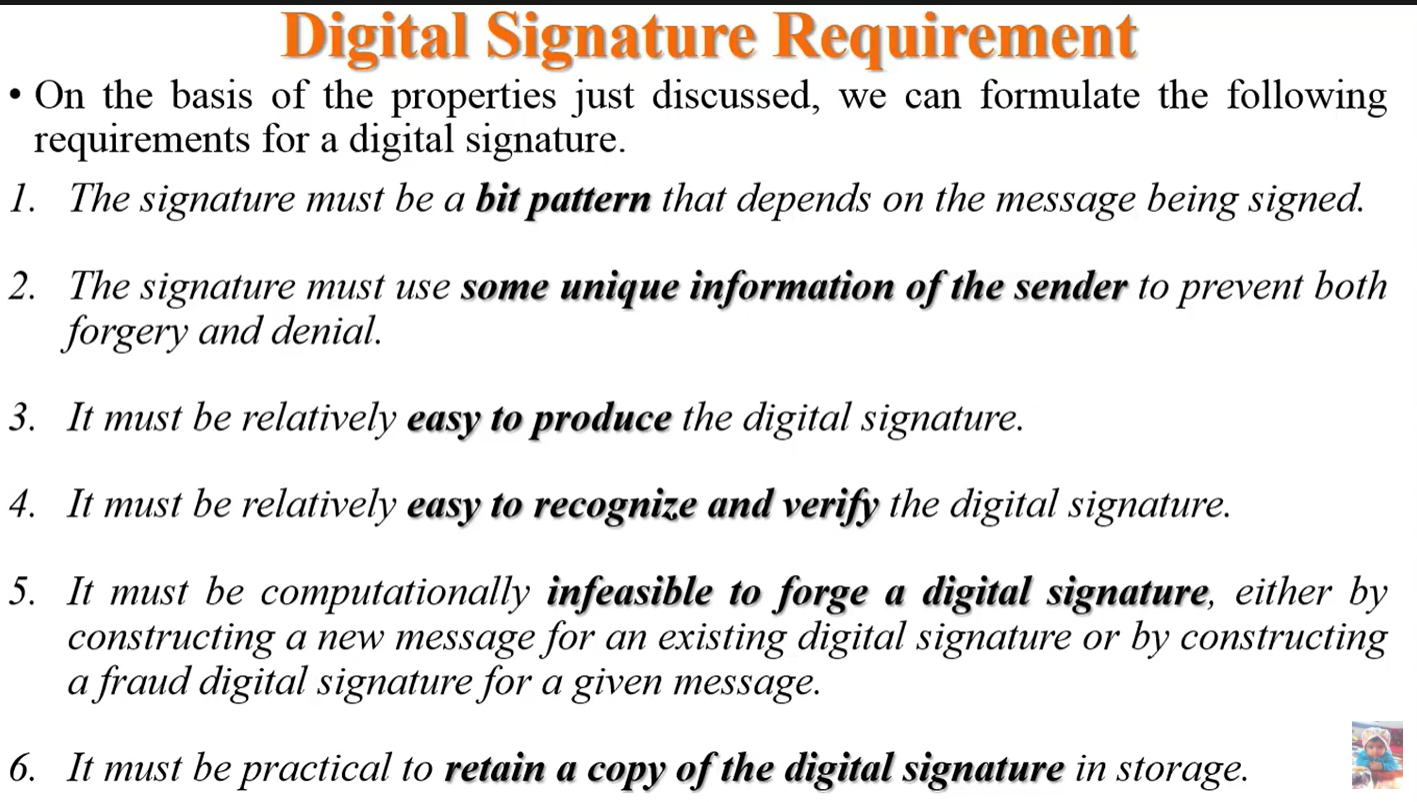 Digital Signature Requirement
• On the basis of the properties just discussed, we can formulate the following
requirements for a digital signature.
1. The signature must be a bit pattern that depends on the message being signed.
2. The signature must use some unique information of the sender to prevent both
forgery and denial.
3. It must be relatively easy to produce the digital signature.
4. It must be relatively easy to recognize and verify the digital signature.
5. It must be computationally infeasible to forge a digital signature, either by
constructing a new message for an existing digital signature or by constructing
a fraud digital signature for a given message.
6. It must be practical to retain a copy of the digital signature in storage.